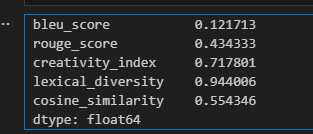 ··
bleu_score 0.121713
rouge_score 0.434333
creativity_index 0.717801
lexical_diversity 0.944006
cosine_similarity 0.554346
dtype: float64